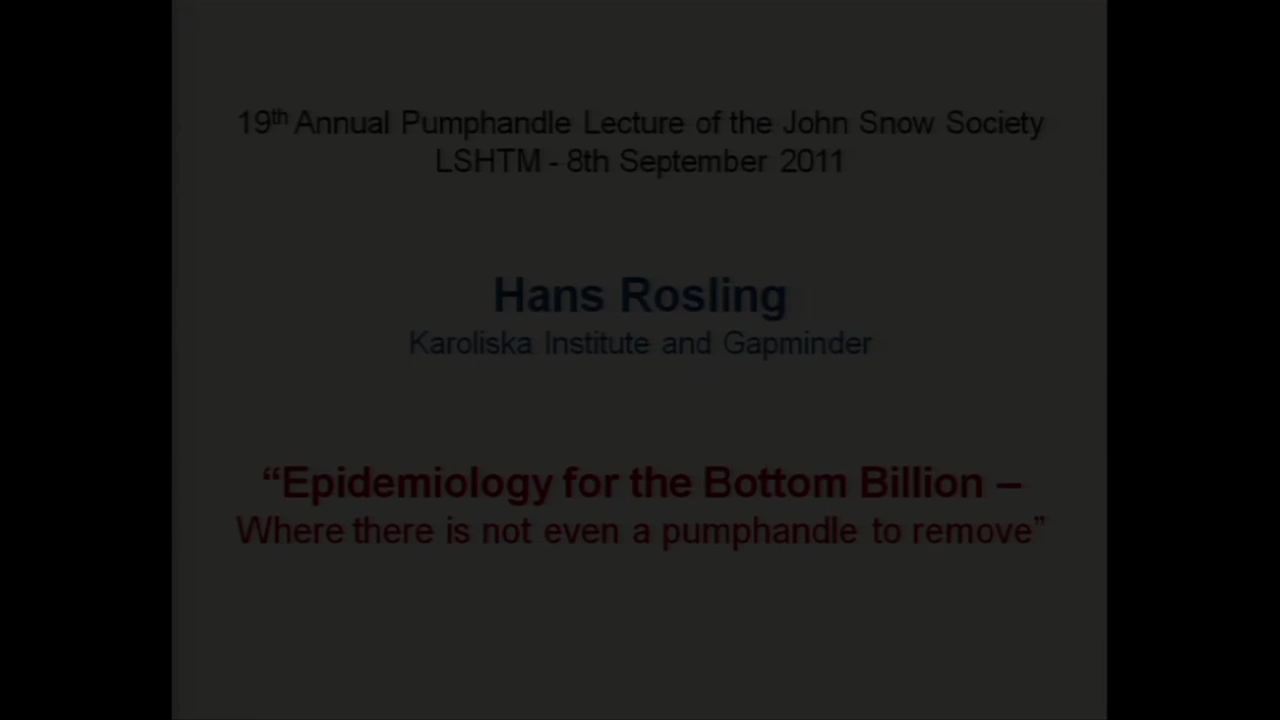 19th Annual Pumphandle Lecture of the John Snow Society
LSHTM - 8th September 2011
Hans Rosling
Karoliska Institute and Gapminder
“Epidemiology for the Bottom Billion –
Where there is not even a pumphandle to remove”